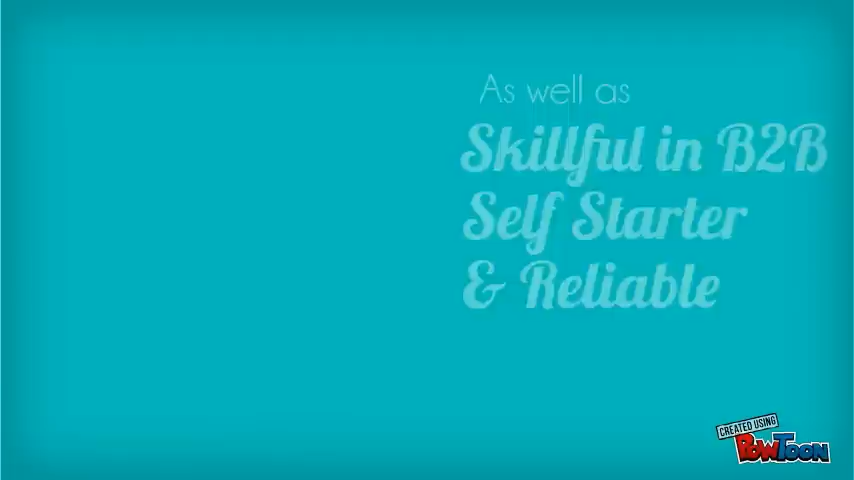 As well as
Skillful in B2B
Self Starter
& Reliable
CREATED USING
POWTOON